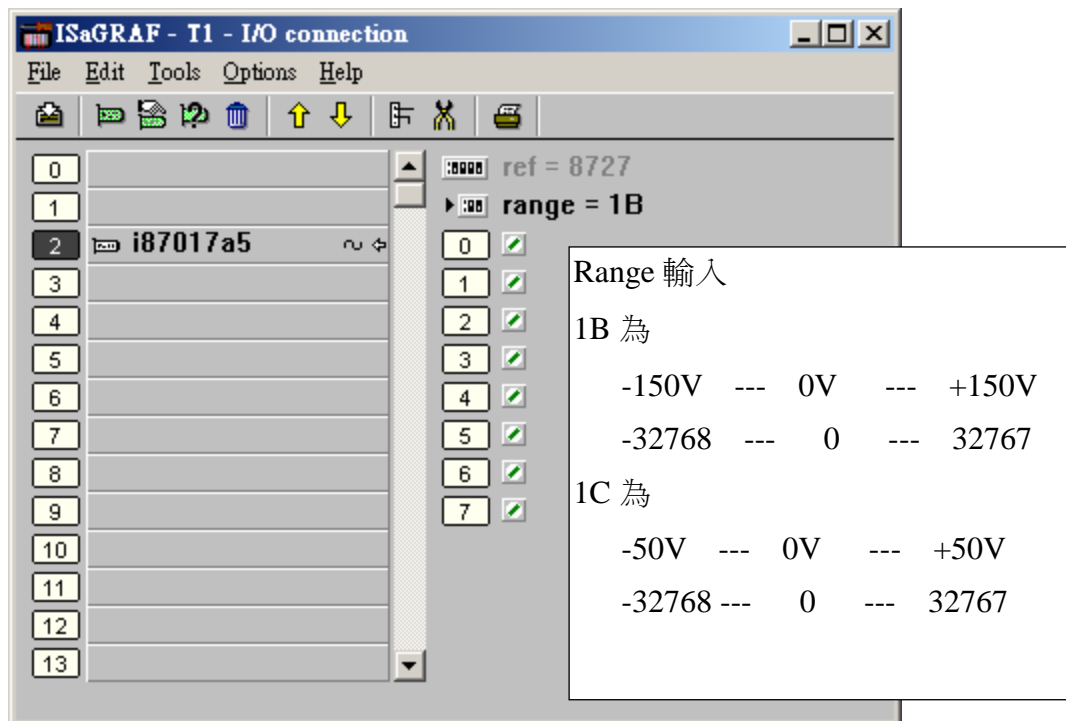 ISaGRAF - T1 - I/O connection
File Edit Tools Options Help
0
1
2 i87017a5
3
4
5
6
7
8
9
10
11
12
13
ref = 8727
range = 1B
0
1
2
3
4
5
6
7
Range 輸入
1B 為
-150V --- 0V --- +150V
-32768 --- 0 --- 32767
1C 為
-50V --- 0V --- +50V
-32768 --- 0 --- 32767